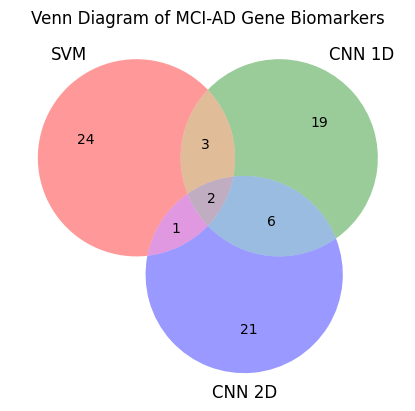 Venn Diagram of MCI-AD Gene Biomarkers
SVM
CNN 1D
24
19
3
2
1
6
21
CNN 2D